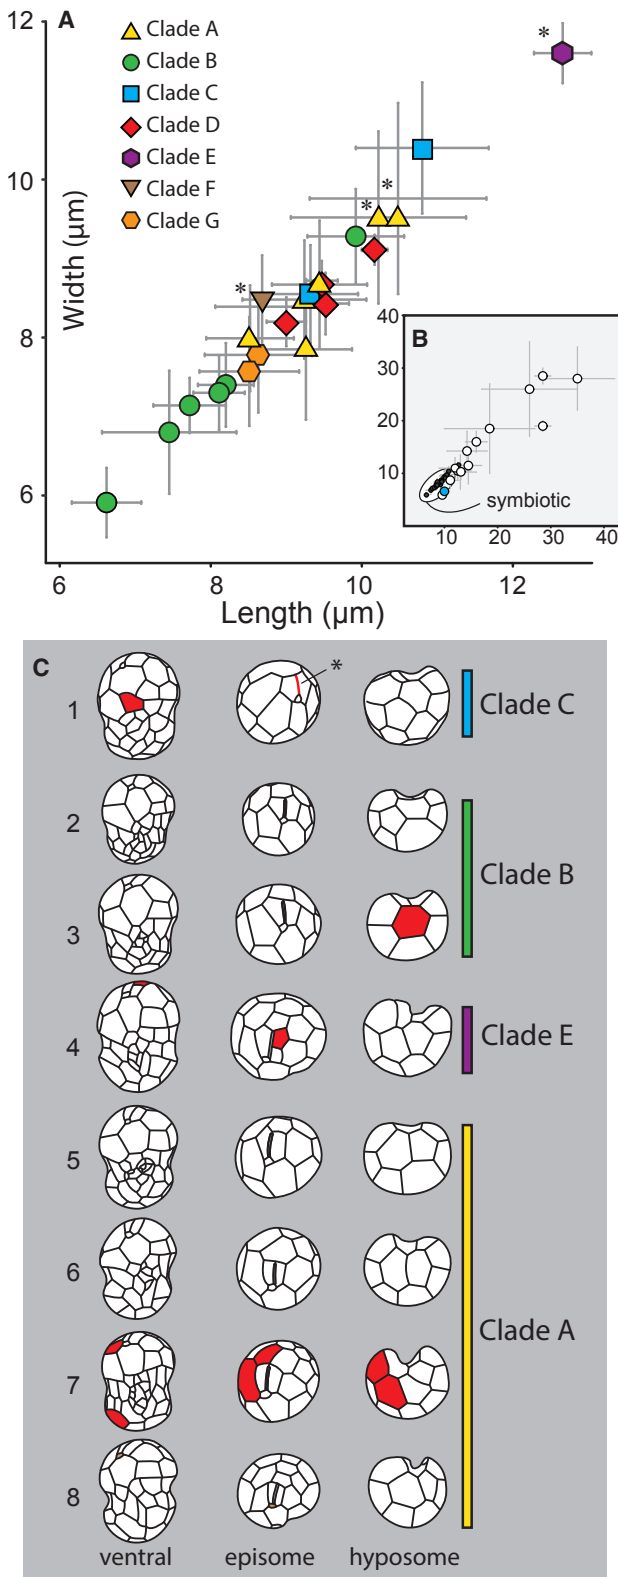 A
Clade A
Clade B
Clade C
Clade D
Clade E
Clade F
Clade G
*
*
*
*
12
10
8
6
Width (µm)
6
8
10
12
Length (µm)
B
40
30
20
10
symbiotic
10
20
30
40
C
1
*
Clade C
2
3
Clade B
4
Clade E
5
6
7
8
Clade A
ventral
episome
hyposome